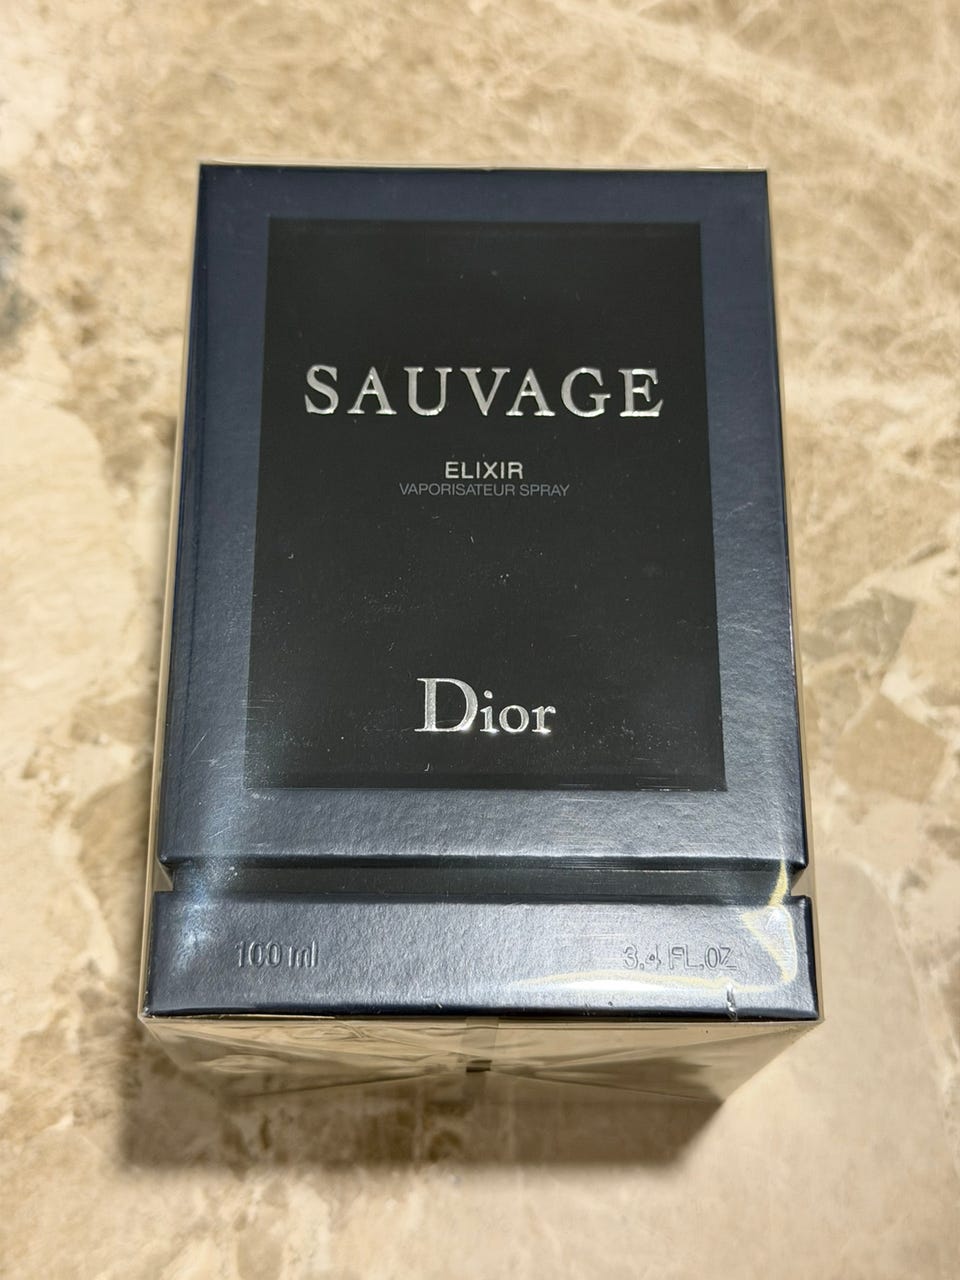 SAUVAGE
ELIXIR
VAPORISATEUR SPRAY
Dior
100 ml 3.4 FL.OZ